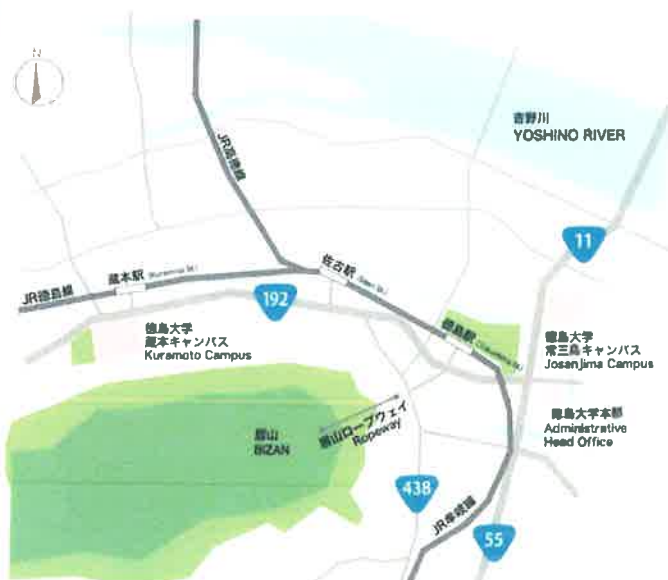 N
吉野川
YOSHINO RIVER
JR高徳線
11
佐古駅
蔵本駅 (Kuramoto St.)
JR徳島線
192
徳島駅
徳島大学
蔵本キャンパス
Kuramoto Campus
徳島大学
常三島キャンパス
Josanjima Campus
徳島大学本部
Administrative
Head Office
眉山
BIZAN
眉山ロープウェイ
Ropeway
438
JR牟岐線
55